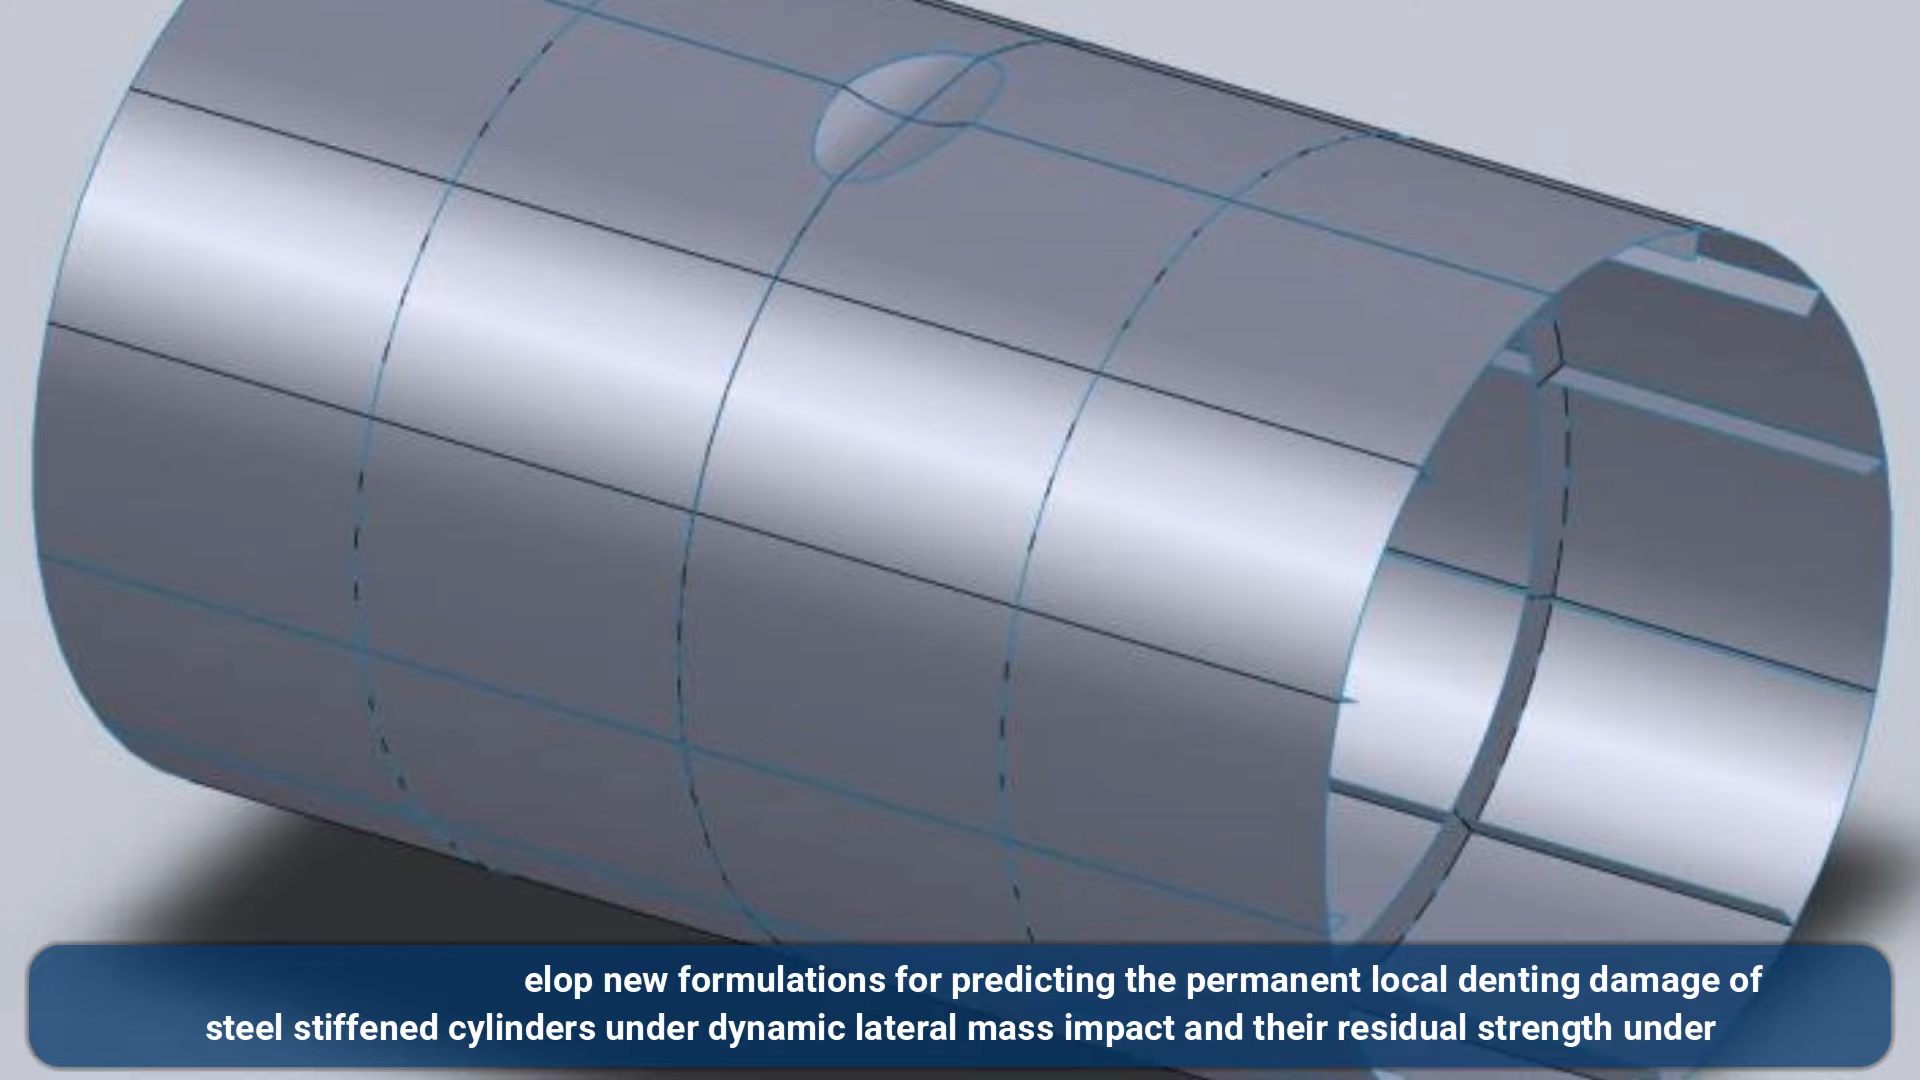 elop new formulations for predicting the permanent local denting damage of
steel stiffened cylinders under dynamic lateral mass impact and their residual strength under